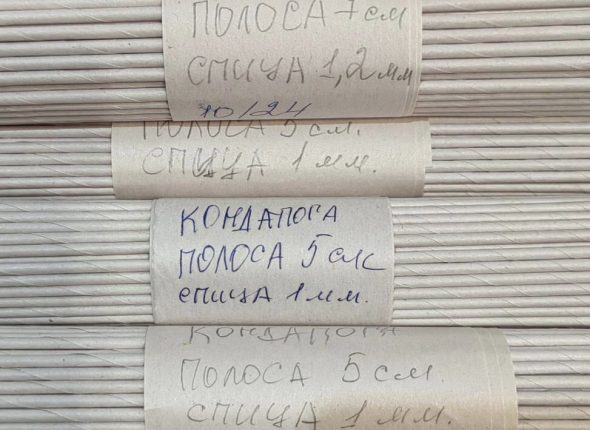 ПОЛОСА 7 см
СПИЦА 1,2 мм
10/24
ПОЛОСА 5 см.
СПИЦА 1 мм.
КОНДАПОГА
ПОЛОСА 5 см
СПИЦА 1 мм.
КОНДАПОГА
ПОЛОСА 5 см.
СПИЦА 1 мм.